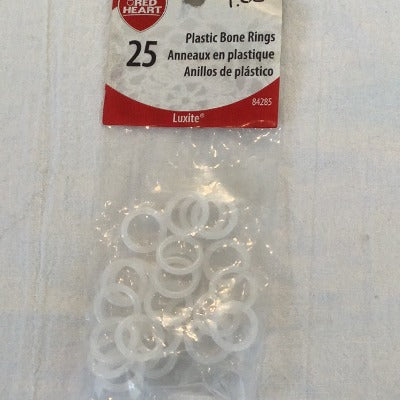 RED
HEART
25
Plastic Bone Rings
Anneaux en plastique
Anillos de plástico
84285
Luxite®